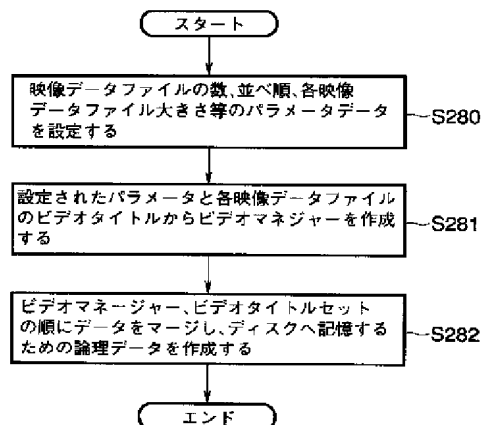 スタート
映像データファイルの数、並べ順、各映像
データファイル大きさ等のパラメータデータ
を設定する
S280
設定されたパラメータと各映像データファイル
のビデオタイトルからビデオマネジャーを作成
する
S281
ビデオマネージャー、ビデオタイトルセット
の順にデータをマージし、ディスクへ記憶する
ための論理データを作成する
S282
エンド